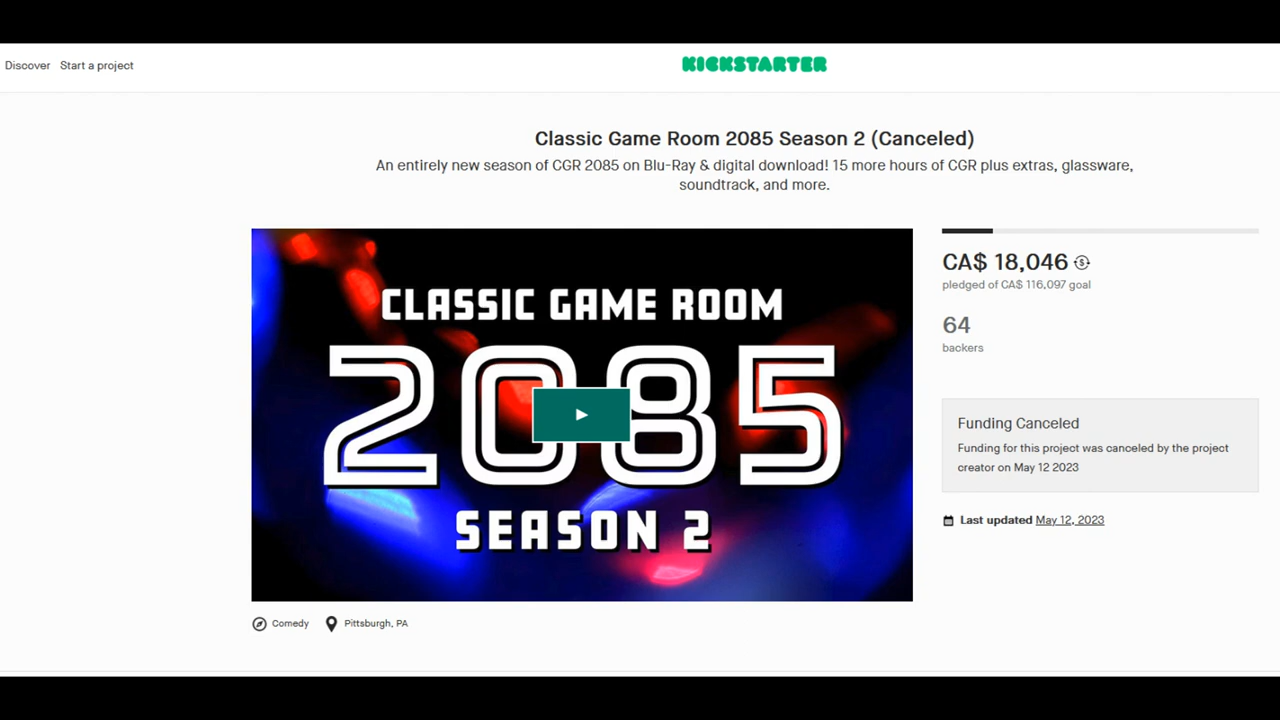 Discover Start a project
KICKSTARTER
Classic Game Room 2085 Season 2 (Canceled)
An entirely new season of CGR 2085 on Blu-Ray & digital download! 15 more hours of CGR plus extras, glassware,
soundtrack, and more.
CLASSIC GAME ROOM
2085
SEASON 2
CA$ 18,046
pledged of CA$ 116,097 goal
64
backers
Funding Canceled
Funding for this project was canceled by the project
creator on May 12 2023
Last updated May 12, 2023
Comedy Pittsburgh, PA